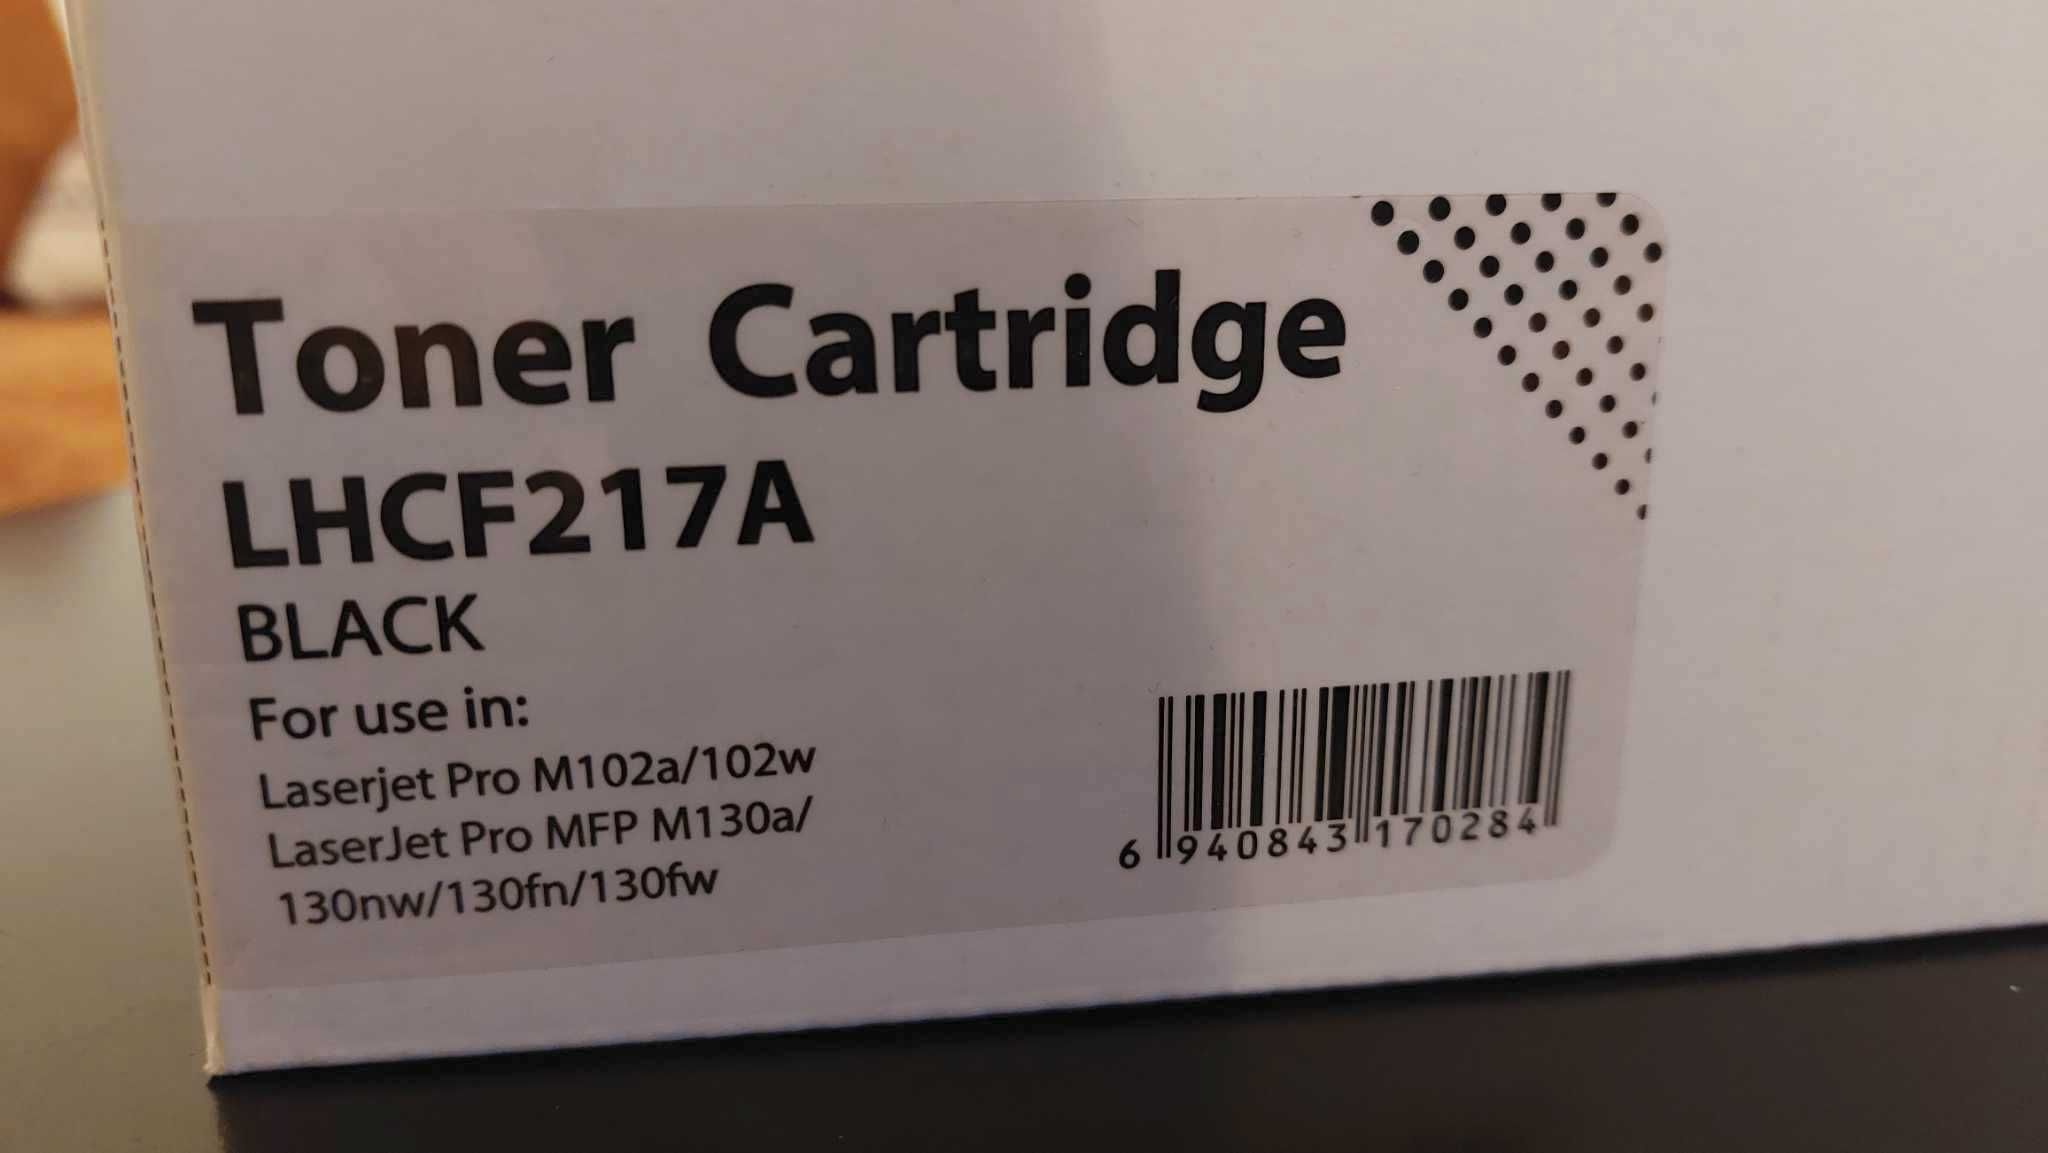 Toner Cartridge
LHCF217A
BLACK
For use in:
Laserjet Pro M102a/102w
LaserJet Pro MFP M130a/
130nw/130fn/130fw
6 940843 170284